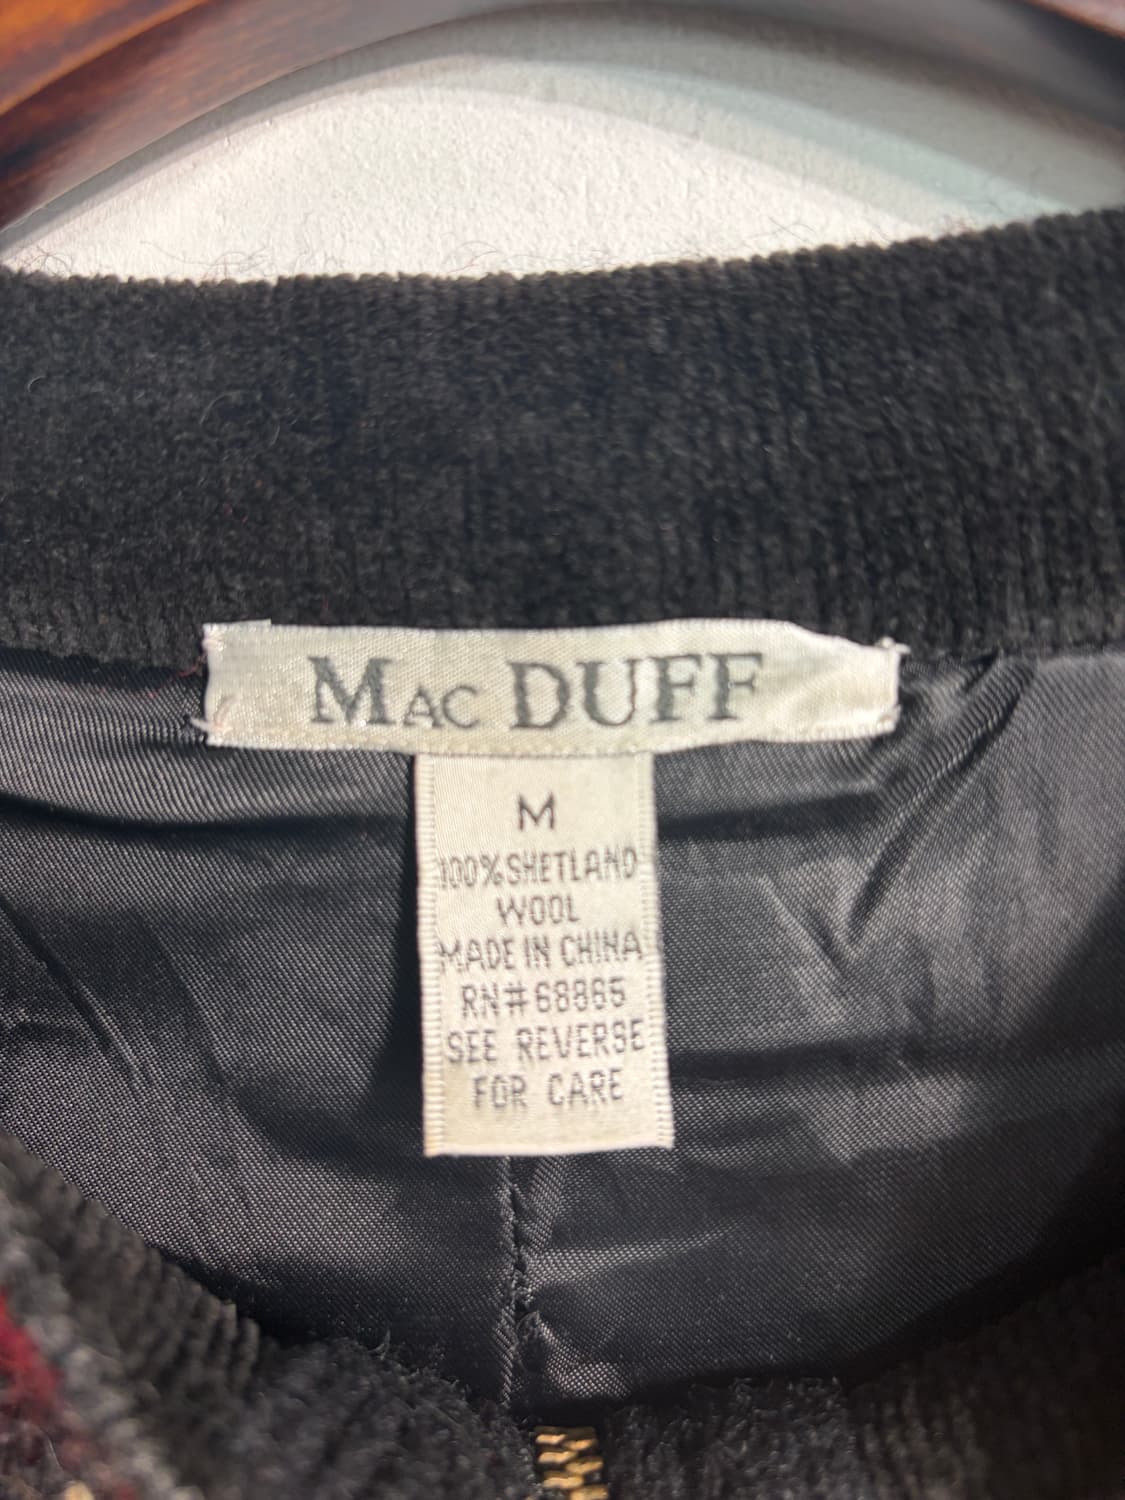 MAC DUFF
M
100% SHETLAND
WOOL
MADE IN CHINA
RN# 68865
SEE REVERSE
FOR CARE